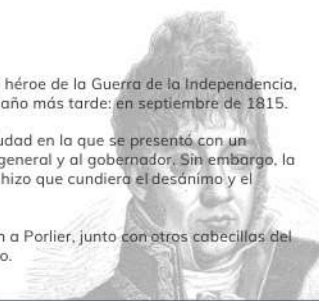 héroe de la Guerra de la Independencia,
año más tarde: en septiembre de 1815.
udad en la que se presentó con un
general y al gobernador. Sin embargo, la
hizo que cundiera el desánimo y el
n a Porlier, junto con otros cabecillas del
o.